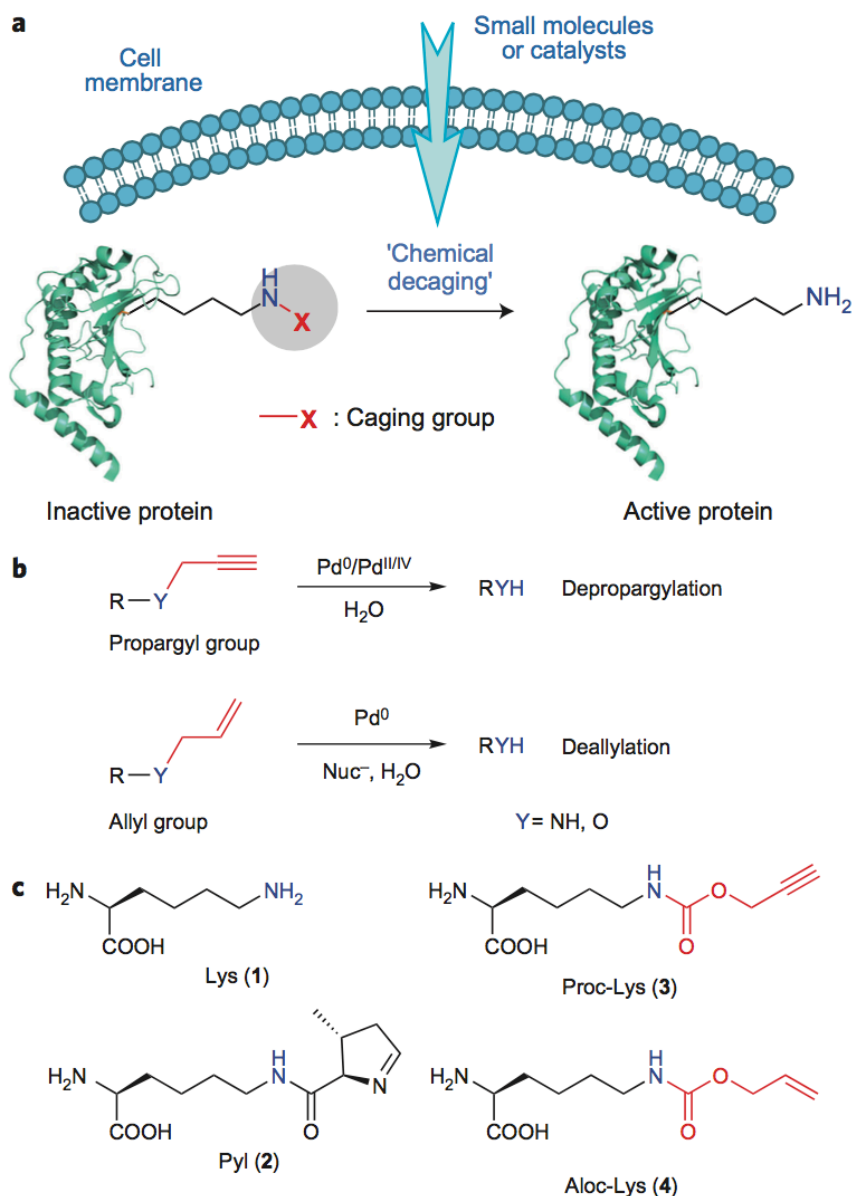 a
Small molecules
or catalysts
Cell
membrane
'Chemical
decaging'
H
N
X
NH2
X : Caging group
Inactive protein
Active protein
b
Pd0/PdII/IV
R—Y
H2O
RYH
Depropargylation
Propargyl group
Pd0
R—Y
Nuc–, H2O
RYH
Deallylation
Allyl group
Y = NH, O
c
H2N
NH2
COOH
Lys (1)
H2N
H
N
O
COOH
O
Proc-Lys (3)
H2N
H
N
N
COOH
O
Pyl (2)
H2N
H
N
O
COOH
O
Aloc-Lys (4)